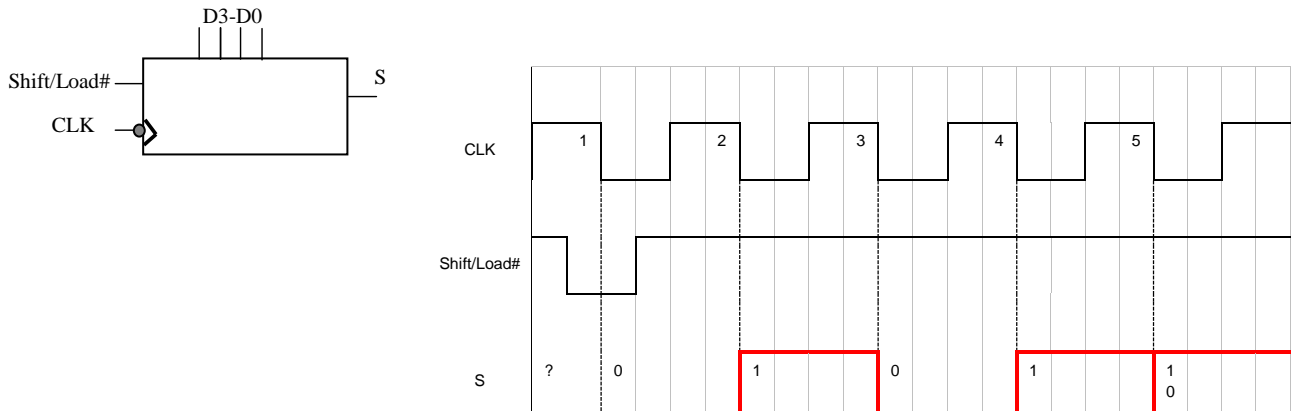 D3-D0
Shift/Load#
S
CLK
CLK 1 2 3 4 5
Shift/Load#
S ? 0 1 0 1 1
0